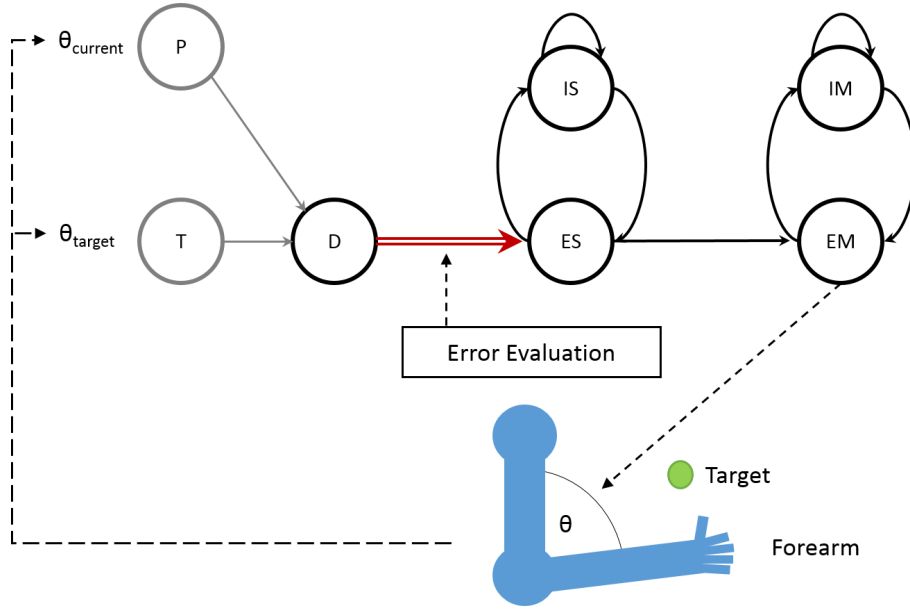 θcurrent
P
IS
IM
θtarget
T
D
ES
EM
Error Evaluation
Target
θ
Forearm